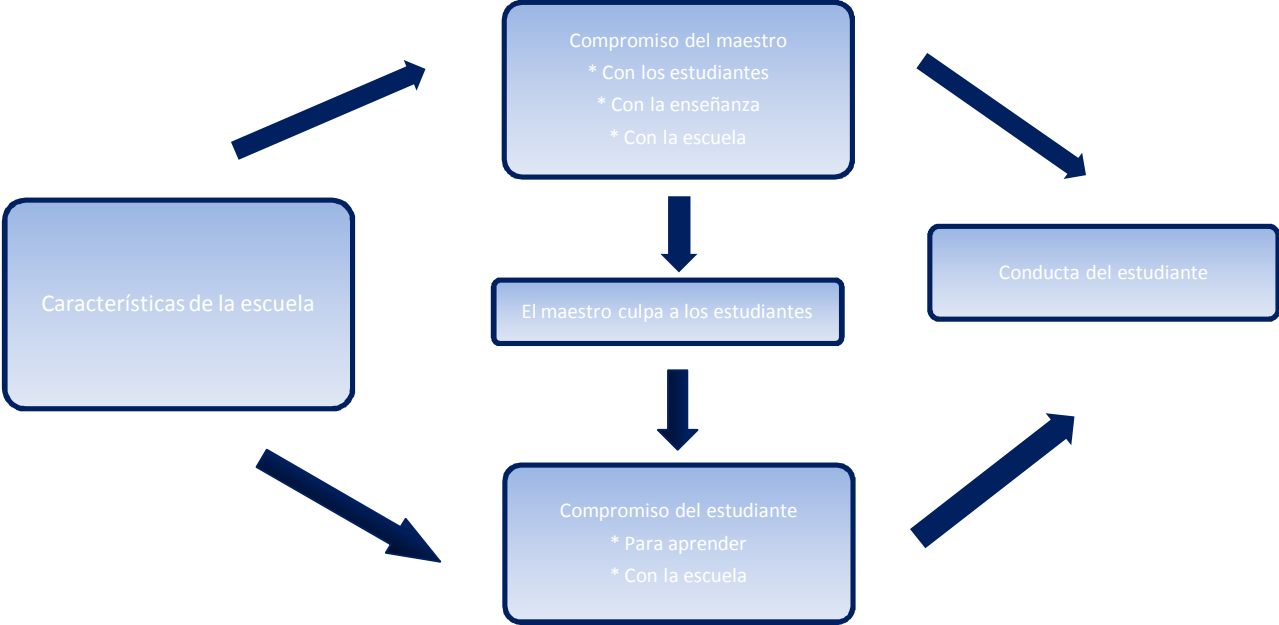 Compromiso del maestro
* Con los estudiantes
* Con la enseñanza
* Con la escuela
Características de la escuela
El maestro culpa a los estudiantes
Conducta del estudiante
Compromiso del estudiante
* Para aprender
* Con la escuela